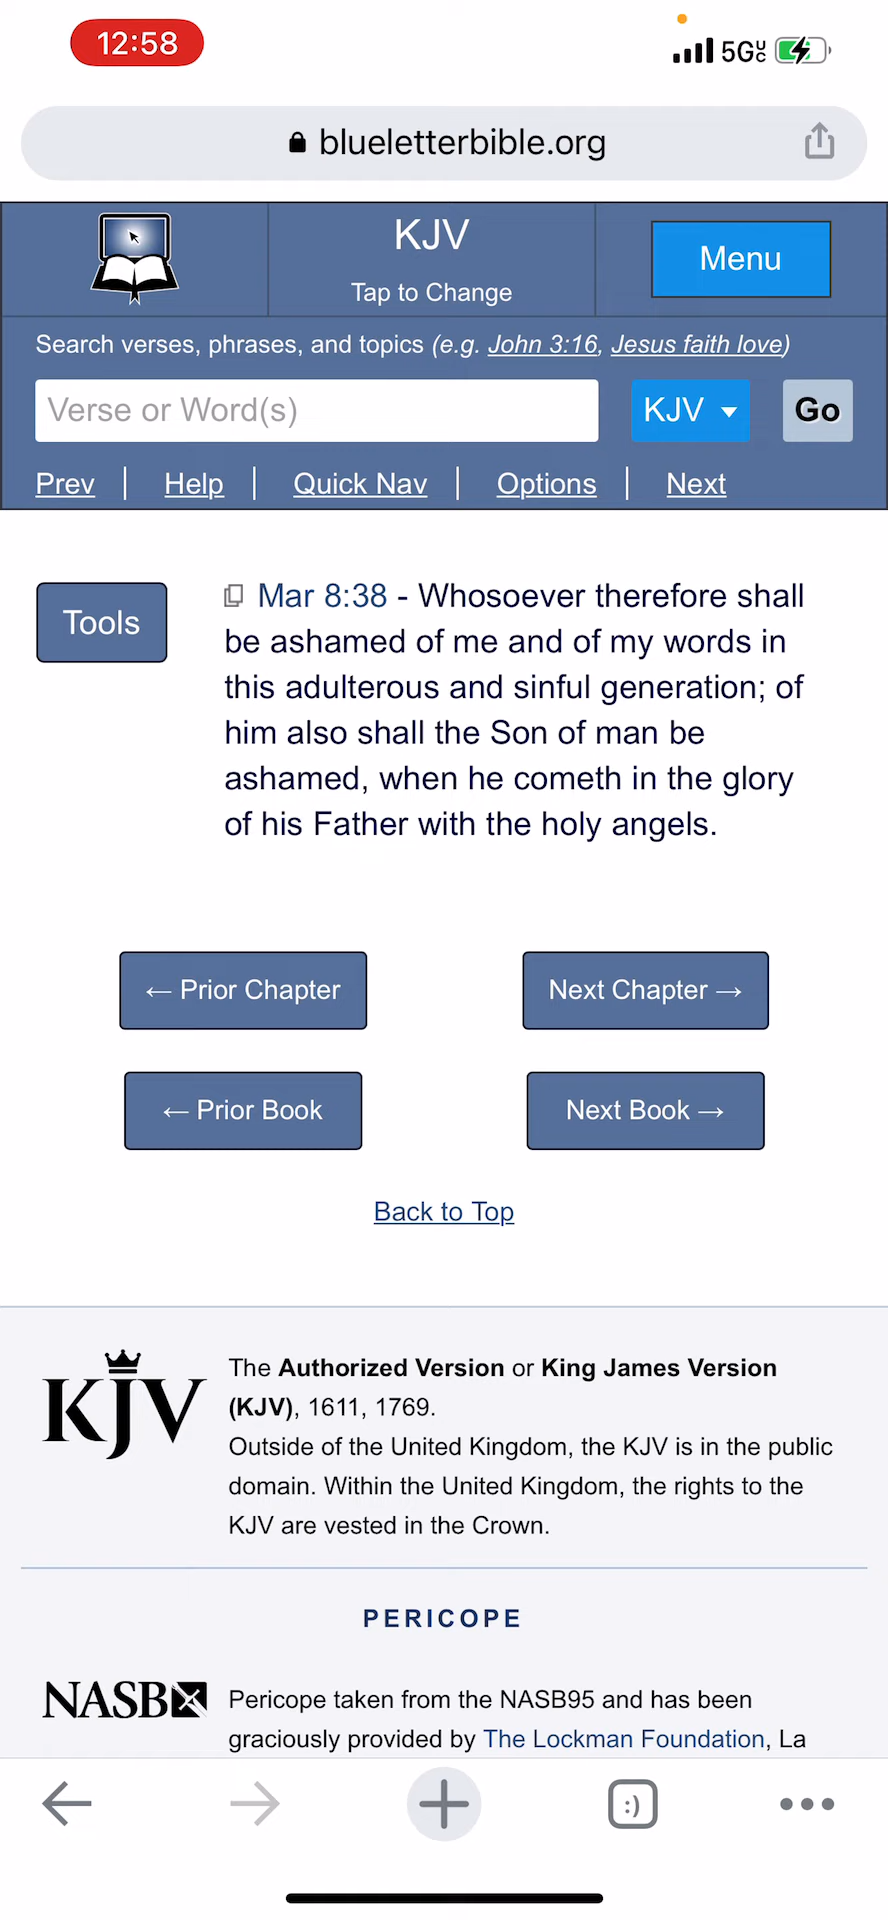 12:58
5GUC
blueletterbible.org
KJV
Tap to Change
Menu
Search verses, phrases, and topics (e.g. John 3:16, Jesus faith love)
Verse or Word(s)
KJV
Go
Prev | Help | Quick Nav | Options | Next
Tools
Mar 8:38 - Whosoever therefore shall
be ashamed of me and of my words in
this adulterous and sinful generation; of
him also shall the Son of man be
ashamed, when he cometh in the glory
of his Father with the holy angels.
← Prior Chapter
Next Chapter →
← Prior Book
Next Book →
Back to Top
KJV
The Authorized Version or King James Version
(KJV), 1611, 1769.
Outside of the United Kingdom, the KJV is in the public
domain. Within the United Kingdom, the rights to the
KJV are vested in the Crown.
PERICOPE
NASB
Pericope taken from the NASB95 and has been
graciously provided by The Lockman Foundation, La
:)